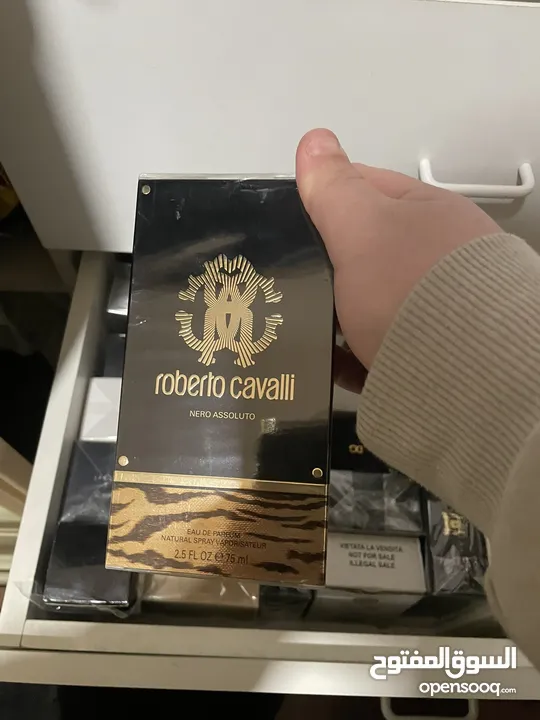 roberto cavalli
NERO ASSOLUTO
EAU DE PARFUM
NATURAL SPRAY VAPORISATEUR
2.5 FL OZ ℮ 75 ml
VIETATA LA VENDITA
NOT FOR SALE
ILLEGAL SALE
السوق المفتوح
opensooq.com